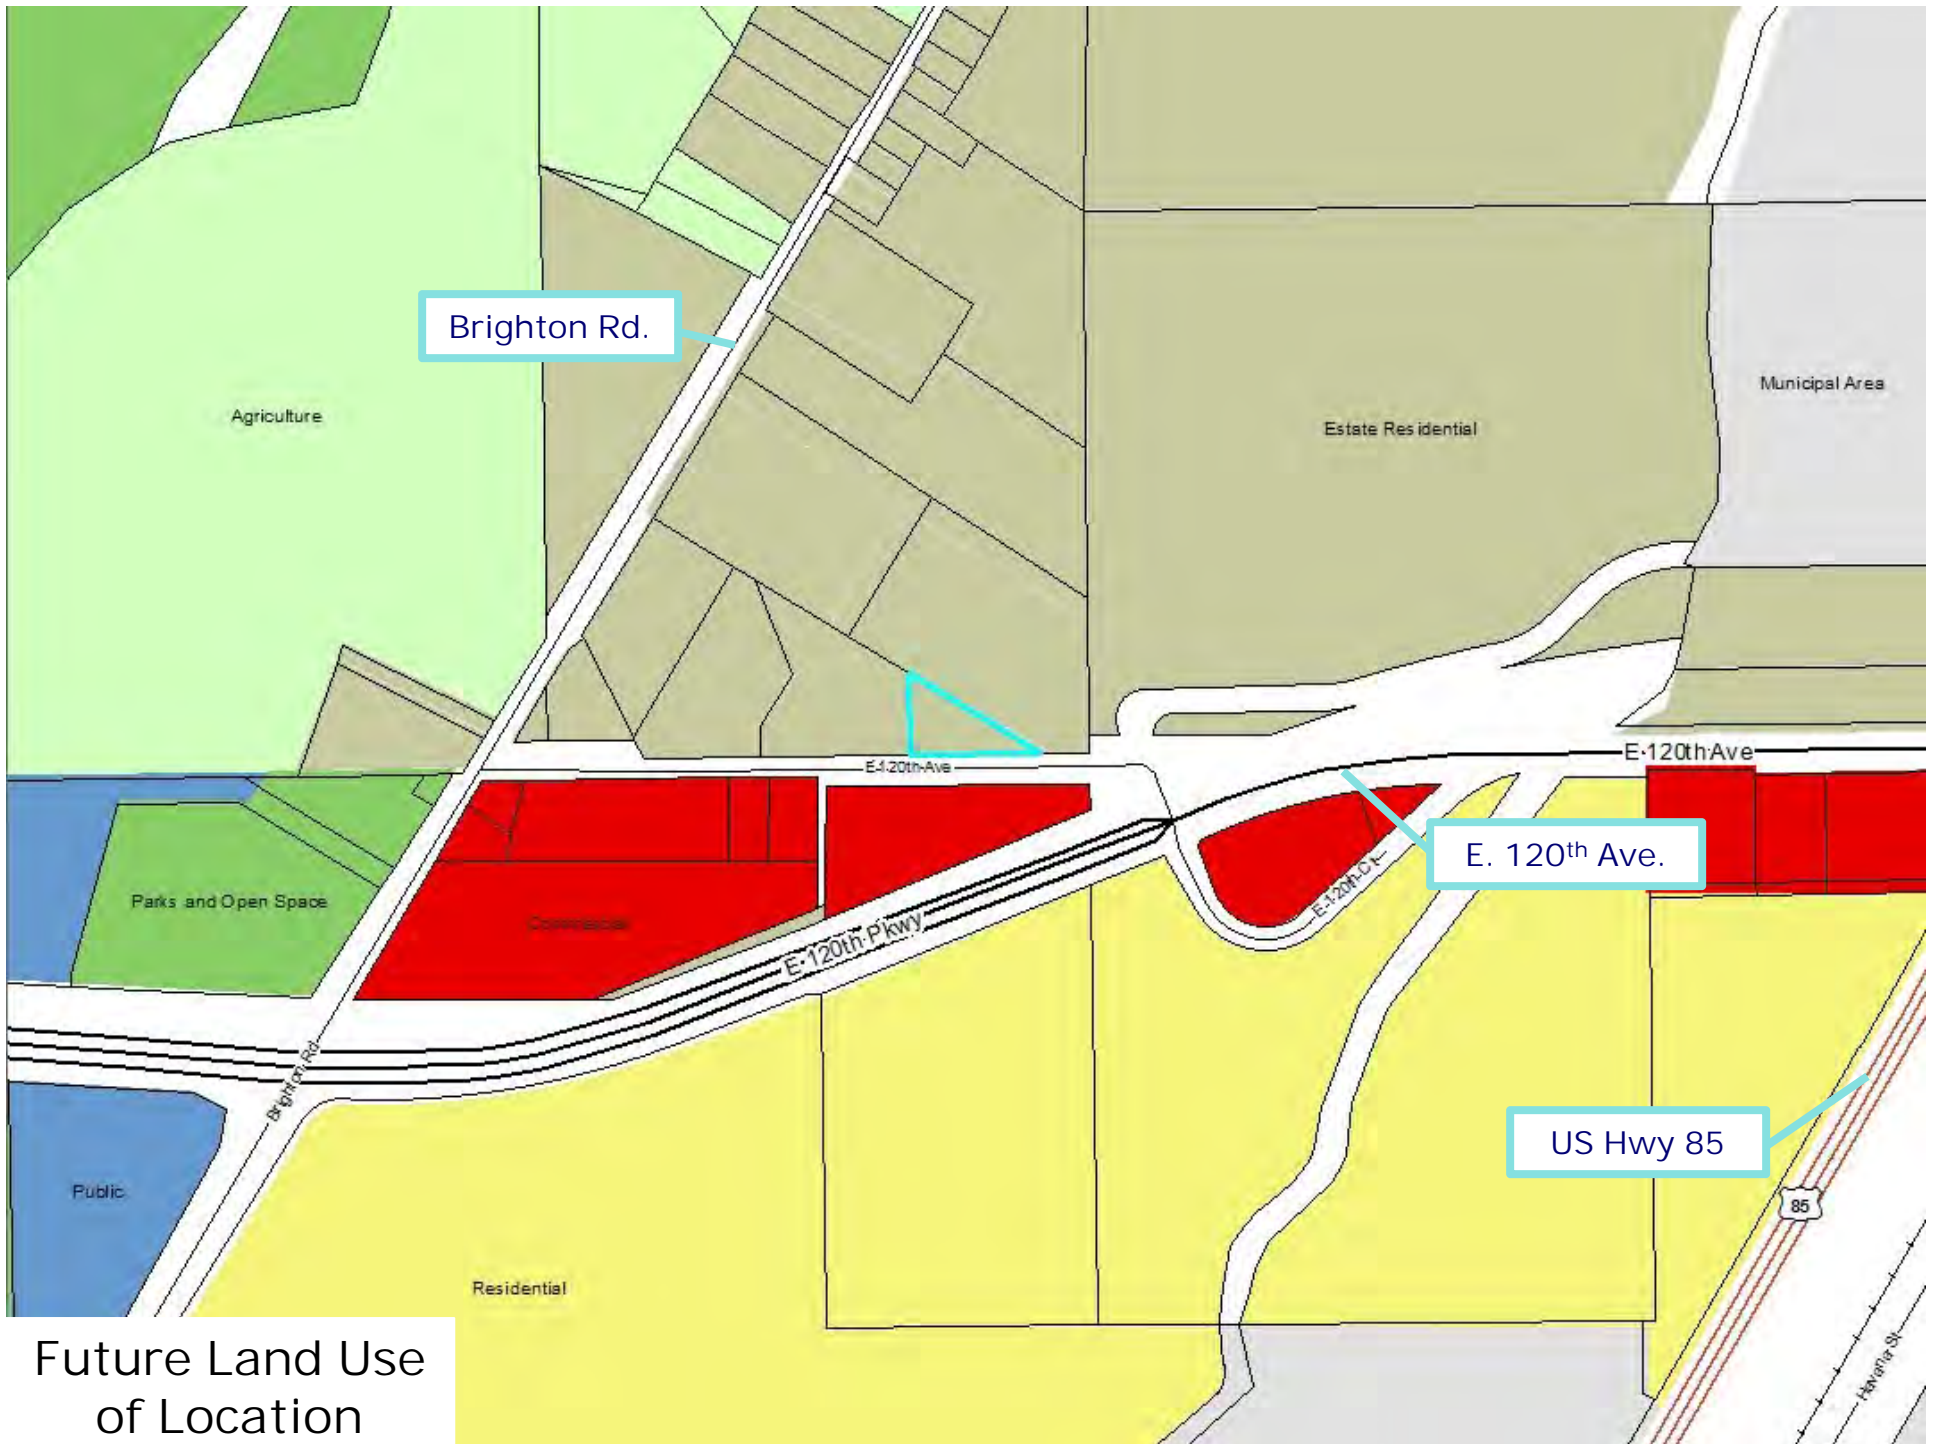 Brighton Rd.
Municipal Area
Agriculture
Estate Residential
E 120th Ave
E 120th Ave
E. 120th Ave.
E 120th Ct
Parks and Open Space
Commercial
E 120th Pkwy
Brighton Rd
US Hwy 85
Public
85
Residential
Havana St
Future Land Use
of Location